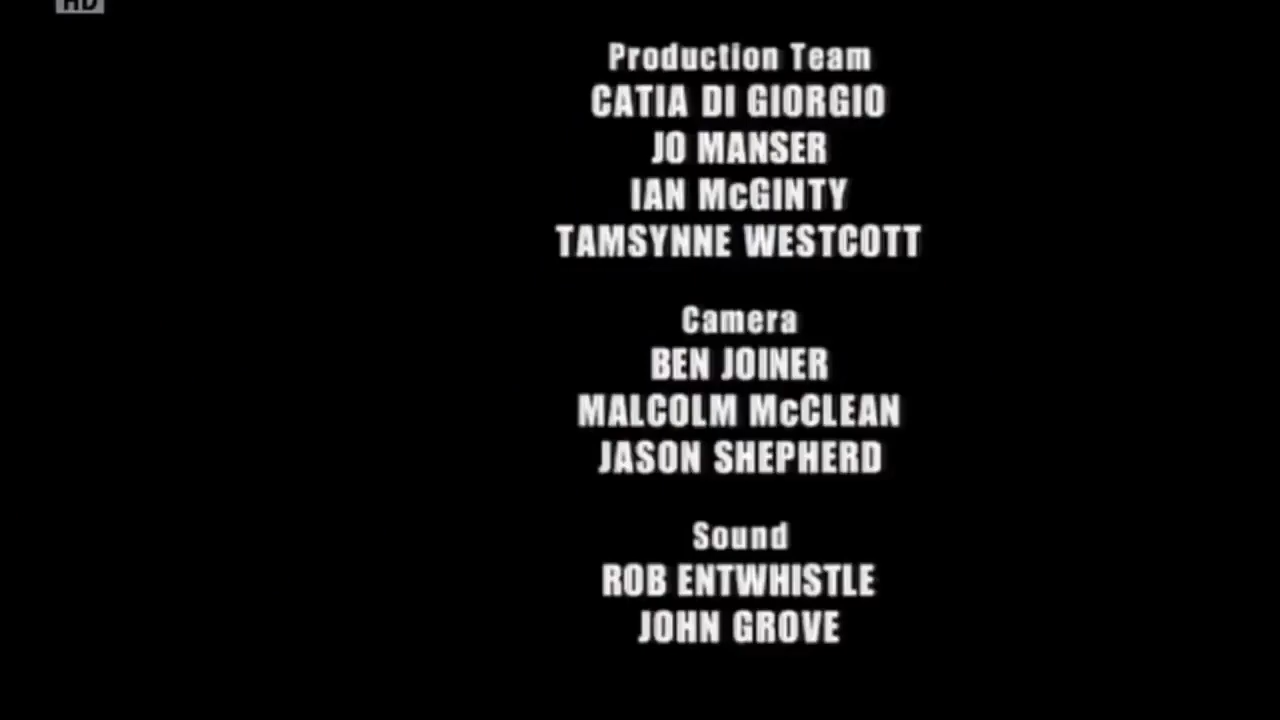 HD
Production Team
CATIA DI GIORGIO
JO MANSER
IAN McGINTY
TAMSYNNE WESTCOTT
Camera
BEN JOINER
MALCOLM McCLEAN
JASON SHEPHERD
Sound
ROB ENTWHISTLE
JOHN GROVE